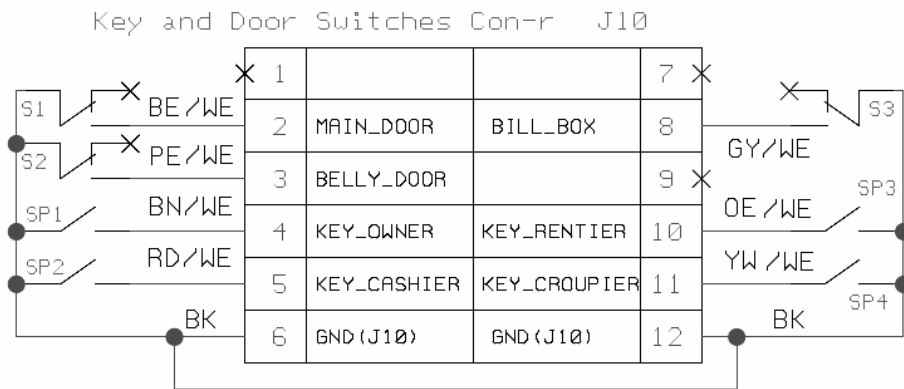 Key and Door Switches Con-r J10
1 7
S1 BE/WE 2 MAIN_DOOR BILL_BOX 8 GY/WE S3
S2 PE/WE 3 BELLY_DOOR 9
SP1 BN/WE 4 KEY_OWNER KEY_RENTIER 10 OE/WE SP3
SP2 RD/WE 5 KEY_CASHIER KEY_CROUPIER 11 YW/WE SP4
BK 6 GND(J10) GND(J10) 12 BK